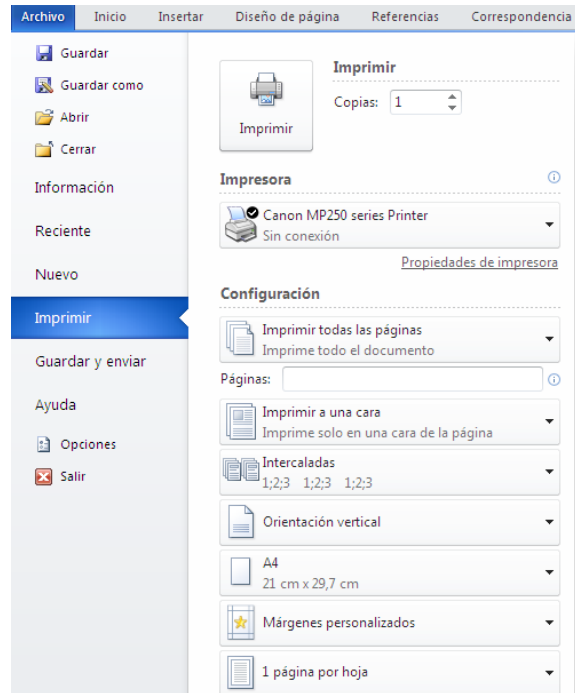 Archivo Inicio Insertar Diseño de página Referencias Correspondencia
Guardar
Guardar como
Abrir
Cerrar
Información
Reciente
Nuevo
Imprimir
Guardar y enviar
Ayuda
Opciones
Salir
Imprimir
Imprimir
Copias: 1
Impresora
Canon MP250 series Printer
Sin conexión
Propiedades de impresora
Configuración
Imprimir todas las páginas
Imprime todo el documento
Páginas:
Imprimir a una cara
Imprime solo en una cara de la página
Intercaladas
1;2;3 1;2;3 1;2;3
Orientación vertical
A4
21 cm x 29,7 cm
Márgenes personalizados
1 página por hoja